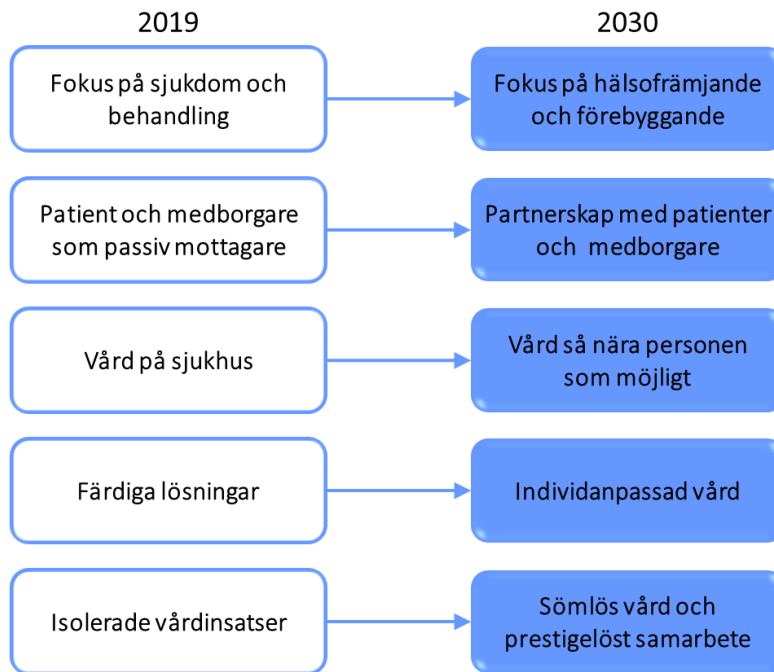 2019
2030
Fokus på sjukdom och
behandling
Fokus på hälsofrämjande
och förebyggande
Patient och medborgare
som passiv mottagare
Partnerskap med patienter
och medborgare
Vård på sjukhus
Vård så nära personen
som möjligt
Färdiga lösningar
Individanpassad vård
Isolerade vårdinsatser
Sömlös vård och
prestigelöst samarbete